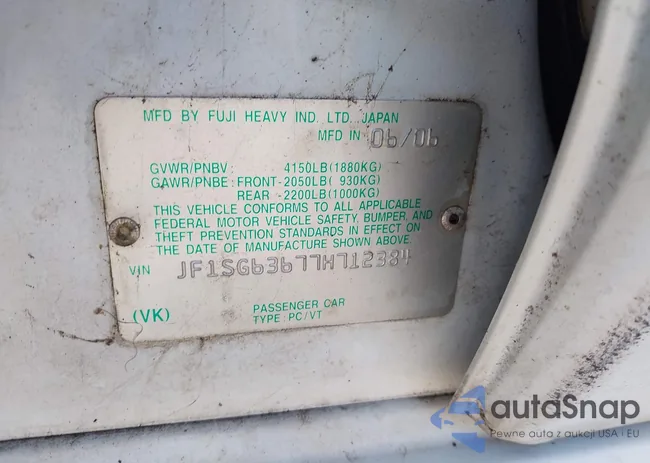 MFD BY FUJI HEAVY IND. LTD. JAPAN
MFD IN 06/06
GVWR/PNBV : 4150LB(1880KG)
GAWR/PNBE : FRONT-2050LB( 930KG)
REAR -2200LB(1000KG)
THIS VEHICLE CONFORMS TO ALL APPLICABLE
FEDERAL MOTOR VEHICLE SAFETY, BUMPER, AND
THEFT PREVENTION STANDARDS IN EFFECT ON
THE DATE OF MANUFACTURE SHOWN ABOVE.
VIN JF1SG63677H712384
(VK) PASSENGER CAR
TYPE PC/VT
autaSnap
Pewne auta z aukcji USA i EU